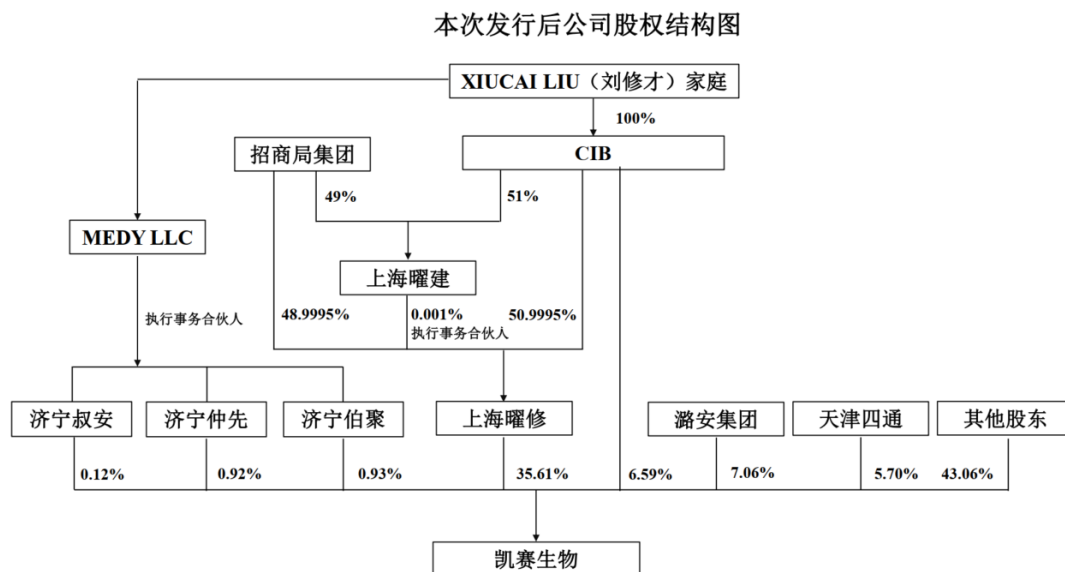 本次发行后公司股权结构图
XIUCAI LIU（刘修才）家庭
100%
招商局集团
CIB
49%
51%
MEDY LLC
上海曜建
执行事务合伙人
48.9995%
0.001%
50.9995%
执行事务合伙人
济宁叔安
济宁仲先
济宁伯聚
上海曜修
潞安集团
天津四通
其他股东
0.12%
0.92%
0.93%
35.61%
6.59%
7.06%
5.70%
43.06%
凯赛生物